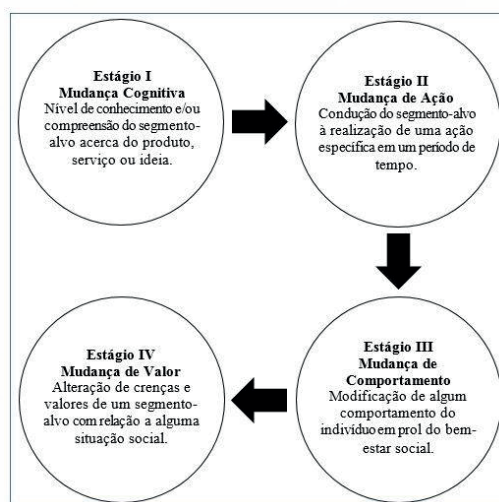 Estágio I
Mudança Cognitiva
Nível de conhecimento e/ou
compreensão do segmento-
alvo acerca do produto,
serviço ou ideia.
Estágio II
Mudança de Ação
Condução do segmento-alvo
à realização de uma ação
específica em um período de
tempo.
Estágio III
Mudança de
Comportamento
Modificação de algum
comportamento do
indivíduo em prol do bem-
estar social.
Estágio IV
Mudança de Valor
Alteração de crenças e
valores de um segmento-
alvo com relação a alguma
situação social.